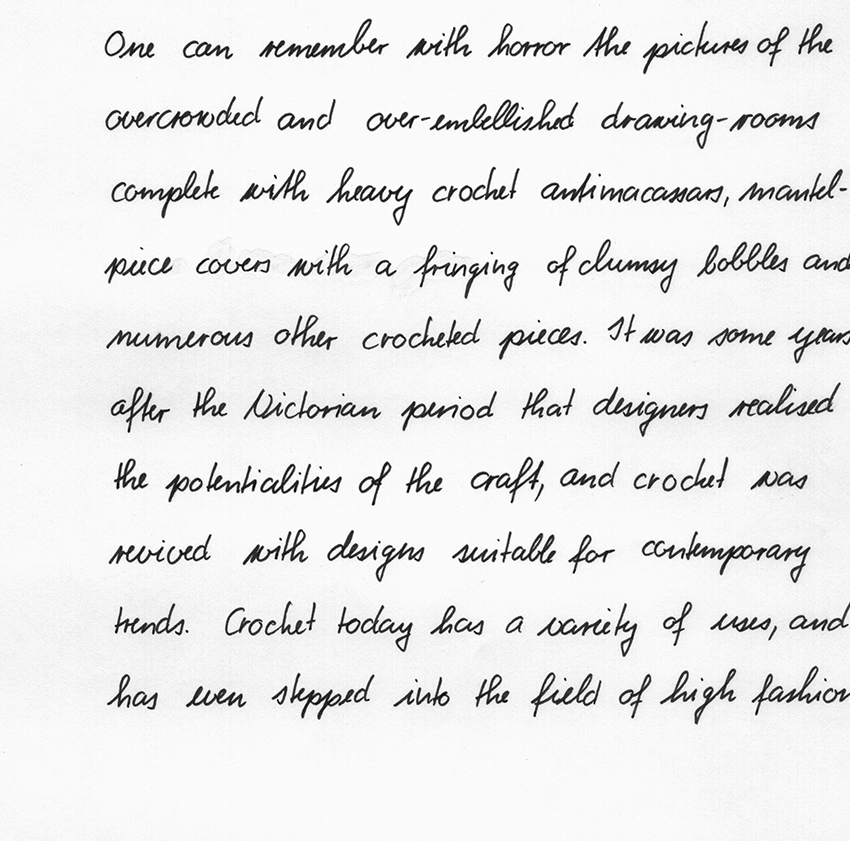 One can remember with horror the pictures of the
overcrowded and over-embellished drawing-rooms
complete with heavy crochet antimacassars, mantel-
piece covers with a fringing of clumsy bobbles and
numerous other crocheted pieces. It was some years
after the Victorian period that designers realised
the potentialities of the craft, and crochet was
revived with designs suitable for contemporary
trends. Crochet today has a variety of uses, and
has even stepped into the field of high fashion